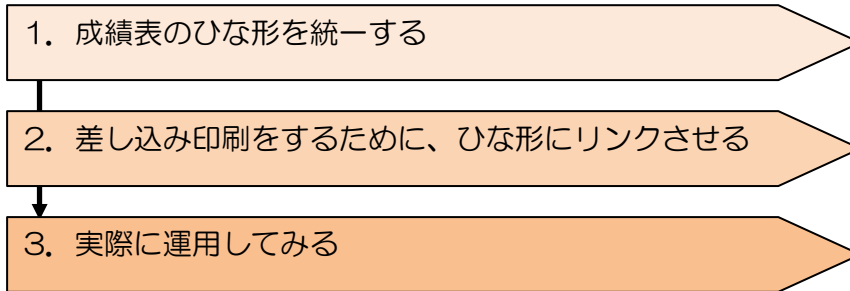 1．成績表のひな形を統一する
2．差し込み印刷をするために、ひな形にリンクさせる
3．実際に運用してみる